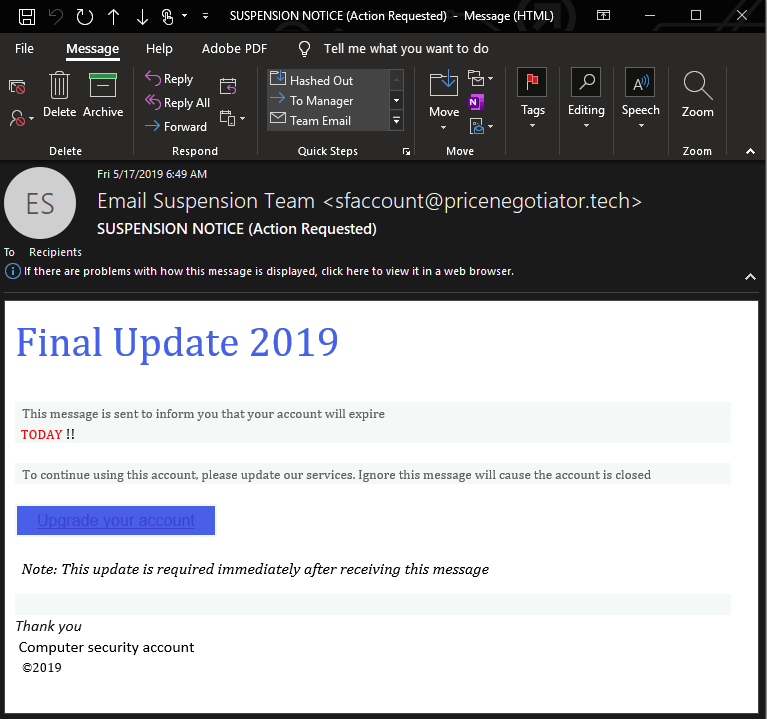 SUSPENSION NOTICE (Action Requested) - Message (HTML)
File Message Help Adobe PDF Tell me what you want to do
Delete Archive
Reply
Reply All
Forward
Hashed Out
To Manager
Team Email
Move
Tags
Editing
Speech
Zoom
Delete Respond Quick Steps Move Zoom
ES
Fri 5/17/2019 6:49 AM
Email Suspension Team <sfaccount@pricenegotiator.tech>
SUSPENSION NOTICE (Action Requested)
To Recipients
If there are problems with how this message is displayed, click here to view it in a web browser.
Final Update 2019
This message is sent to inform you that your account will expire
TODAY !!
To continue using this account, please update our services. Ignore this message will cause the account is closed
Upgrade your account
Note: This update is required immediately after receiving this message
Thank you
Computer security account
©2019